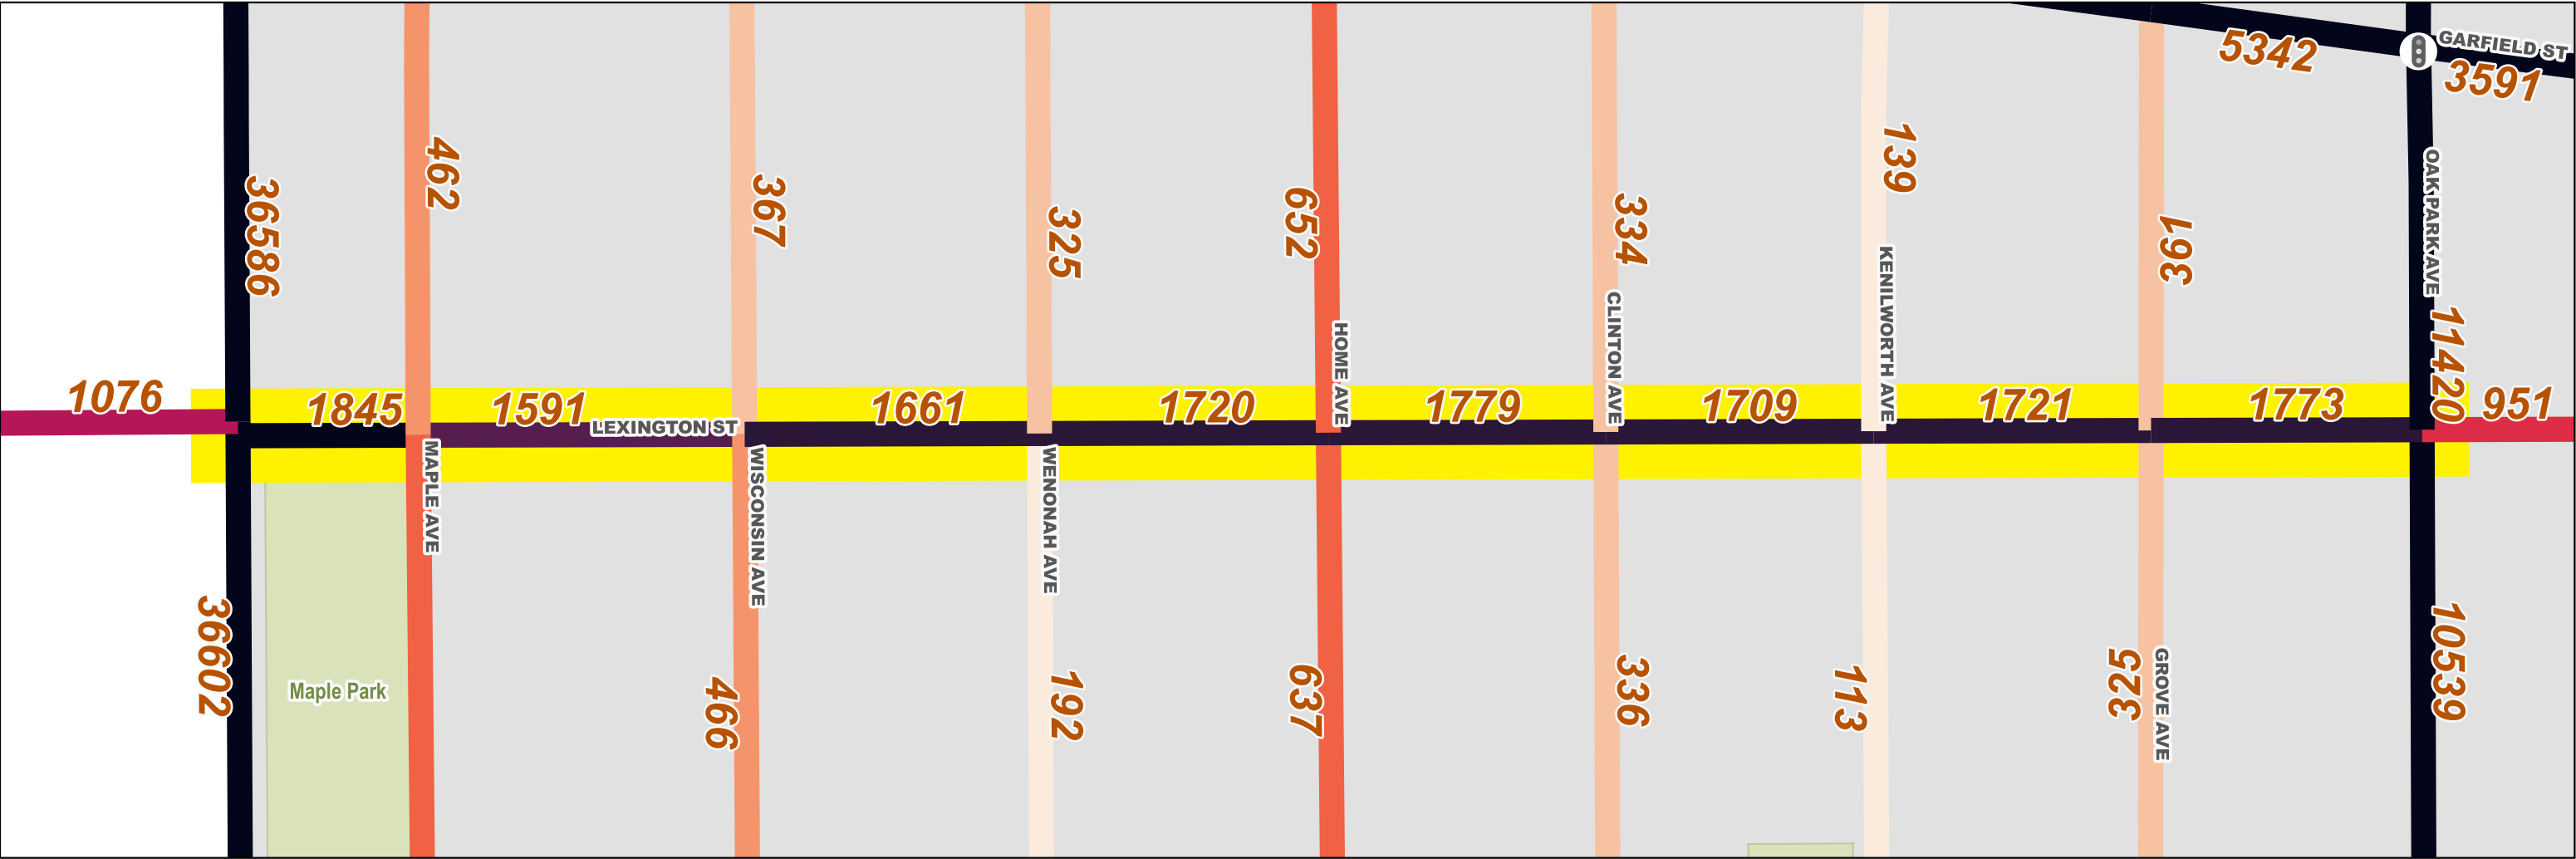 5342
GARFIELD ST
3591
36586
462
367
325
652
334
139
361
OAK PARK AVE
HOME AVE
CLINTON AVE
KENILWORTH AVE
11420
1076
1845
1591
LEXINGTON ST
1661
1720
1779
1709
1721
1773
951
MAPLE AVE
WISCONSIN AVE
WENONAH AVE
36602
Maple Park
466
192
637
336
113
325
GROVE AVE
10539